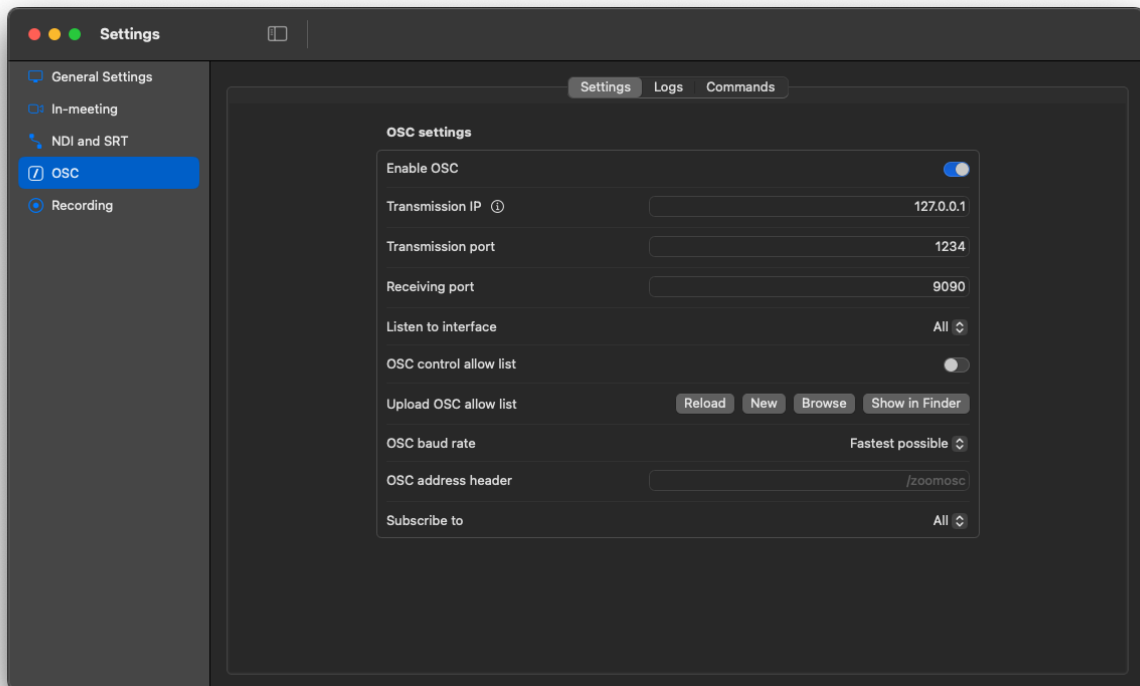 Settings
General Settings
In-meeting
NDI and SRT
OSC
Recording
Settings Logs Commands
OSC settings
Enable OSC
Transmission IP 127.0.0.1
Transmission port 1234
Receiving port 9090
Listen to interface All
OSC control allow list
Upload OSC allow list Reload New Browse Show in Finder
OSC baud rate Fastest possible
OSC address header /zoomosc
Subscribe to All